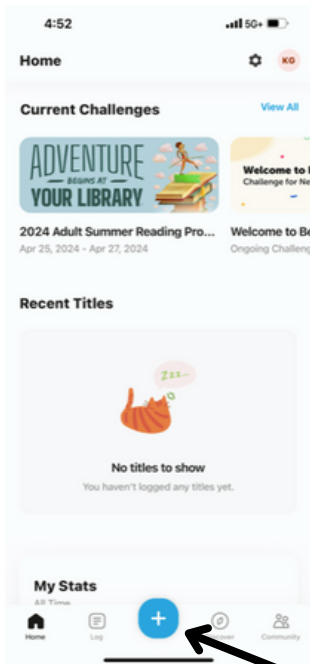 4:52
5G+
Home
KG
Current Challenges
View All
ADVENTURE
BEGINS AT
YOUR LIBRARY
Welcome to
Challenge for Ne
2024 Adult Summer Reading Pro...
Welcome to Be
Apr 25, 2024 - Apr 27, 2024
Ongoing Challeng
Recent Titles
Zzz...
No titles to show
You haven't logged any titles yet.
My Stats
All Time
+
Home
Log
Community